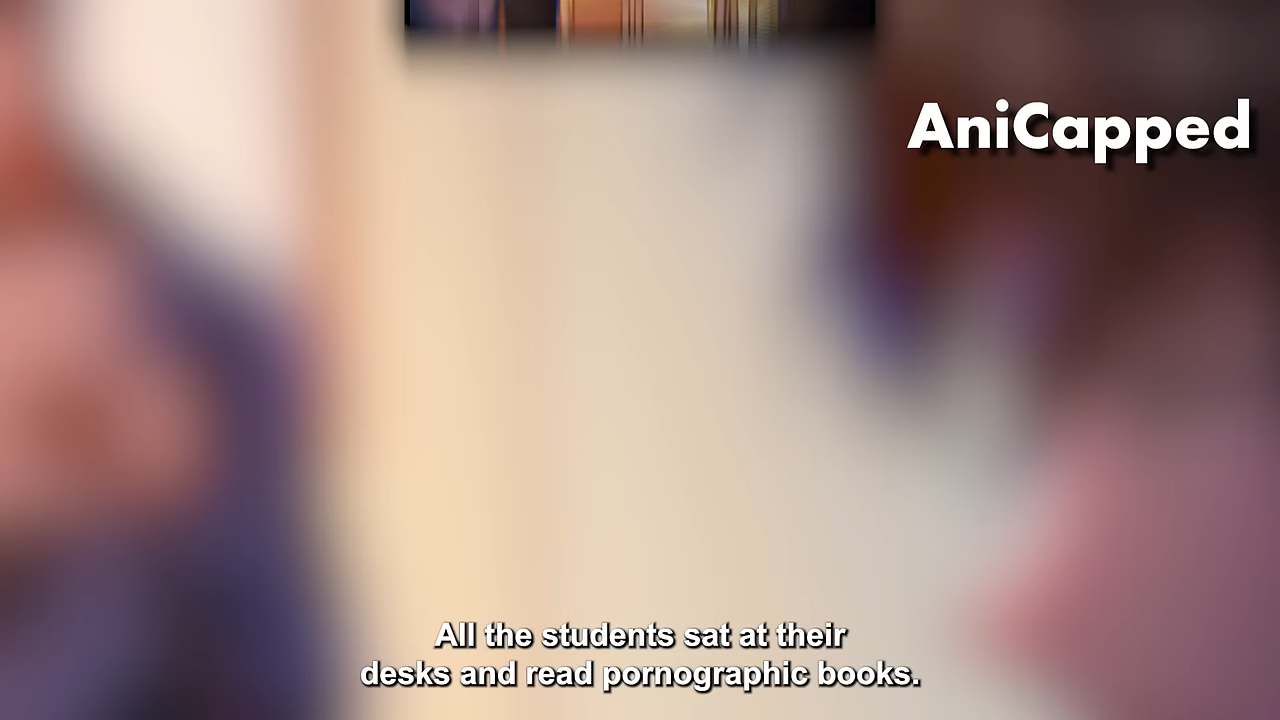 AniCapped
All the students sat at their
desks and read pornographic books.